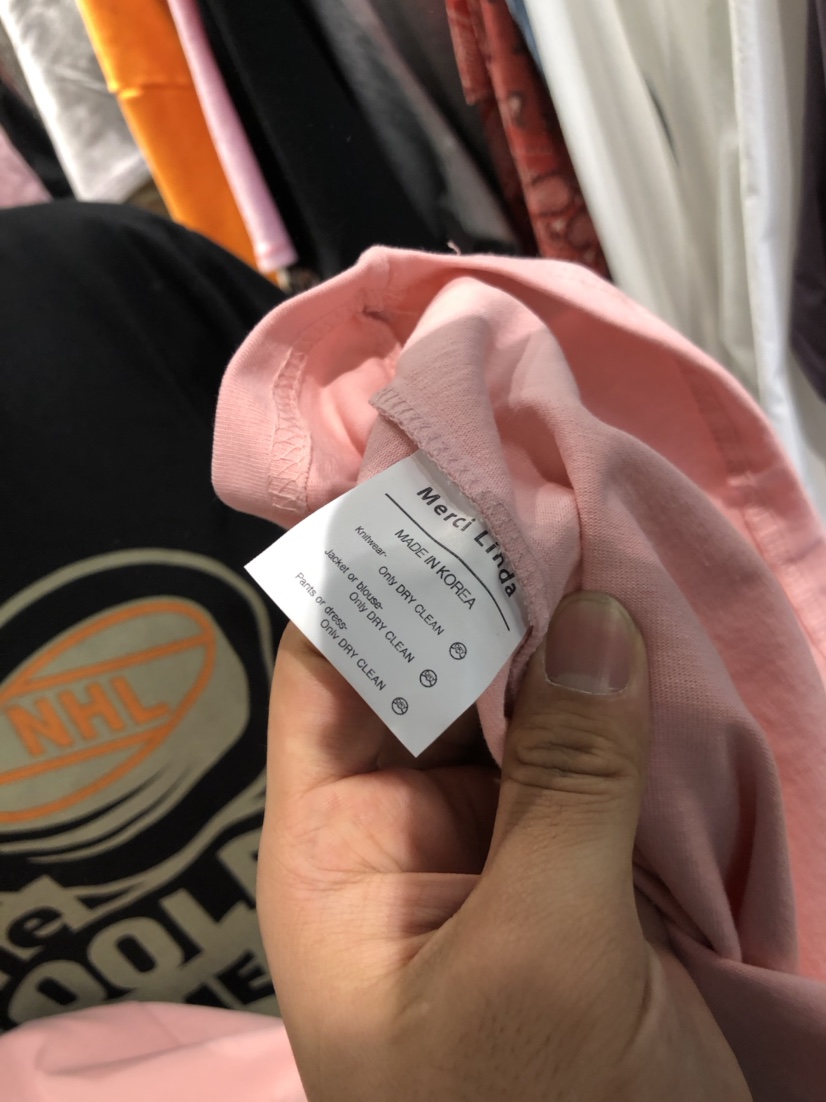 Merci Linda
MADE IN KOREA
Knitwear-
Only DRY CLEAN
Jacket or blouse-
Only DRY CLEAN
Pants or dress-
Only DRY CLEAN
NHL